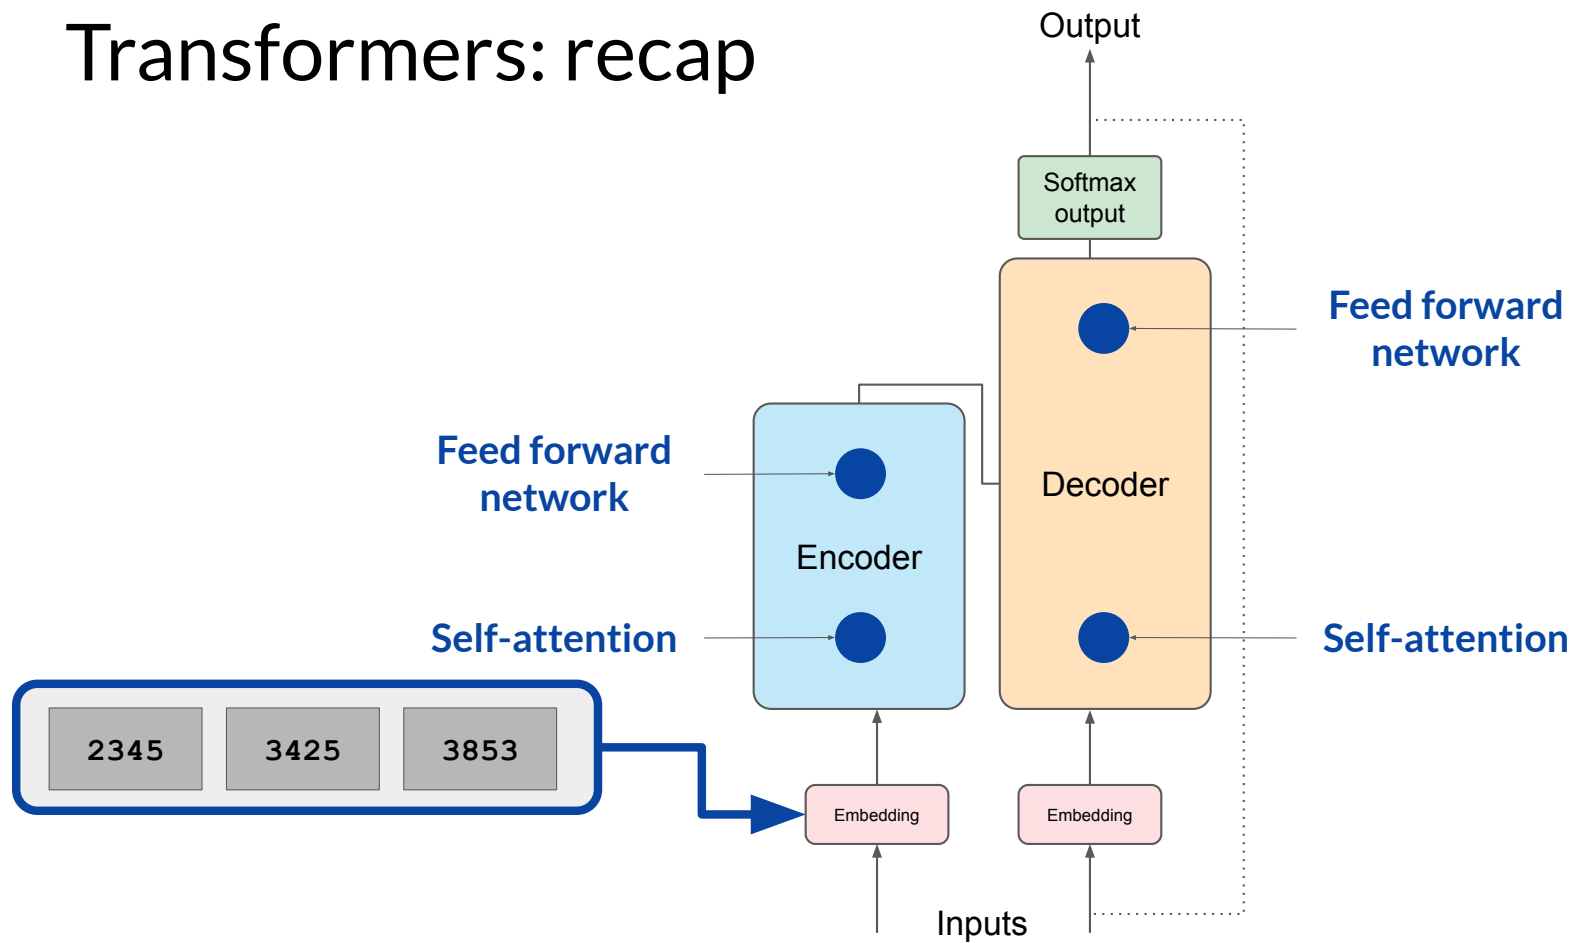 Transformers: recap
Output
Softmax
output
Feed forward
network
Feed forward
network
Decoder
Encoder
Self-attention
Self-attention
2345 3425 3853
Embedding
Embedding
Inputs